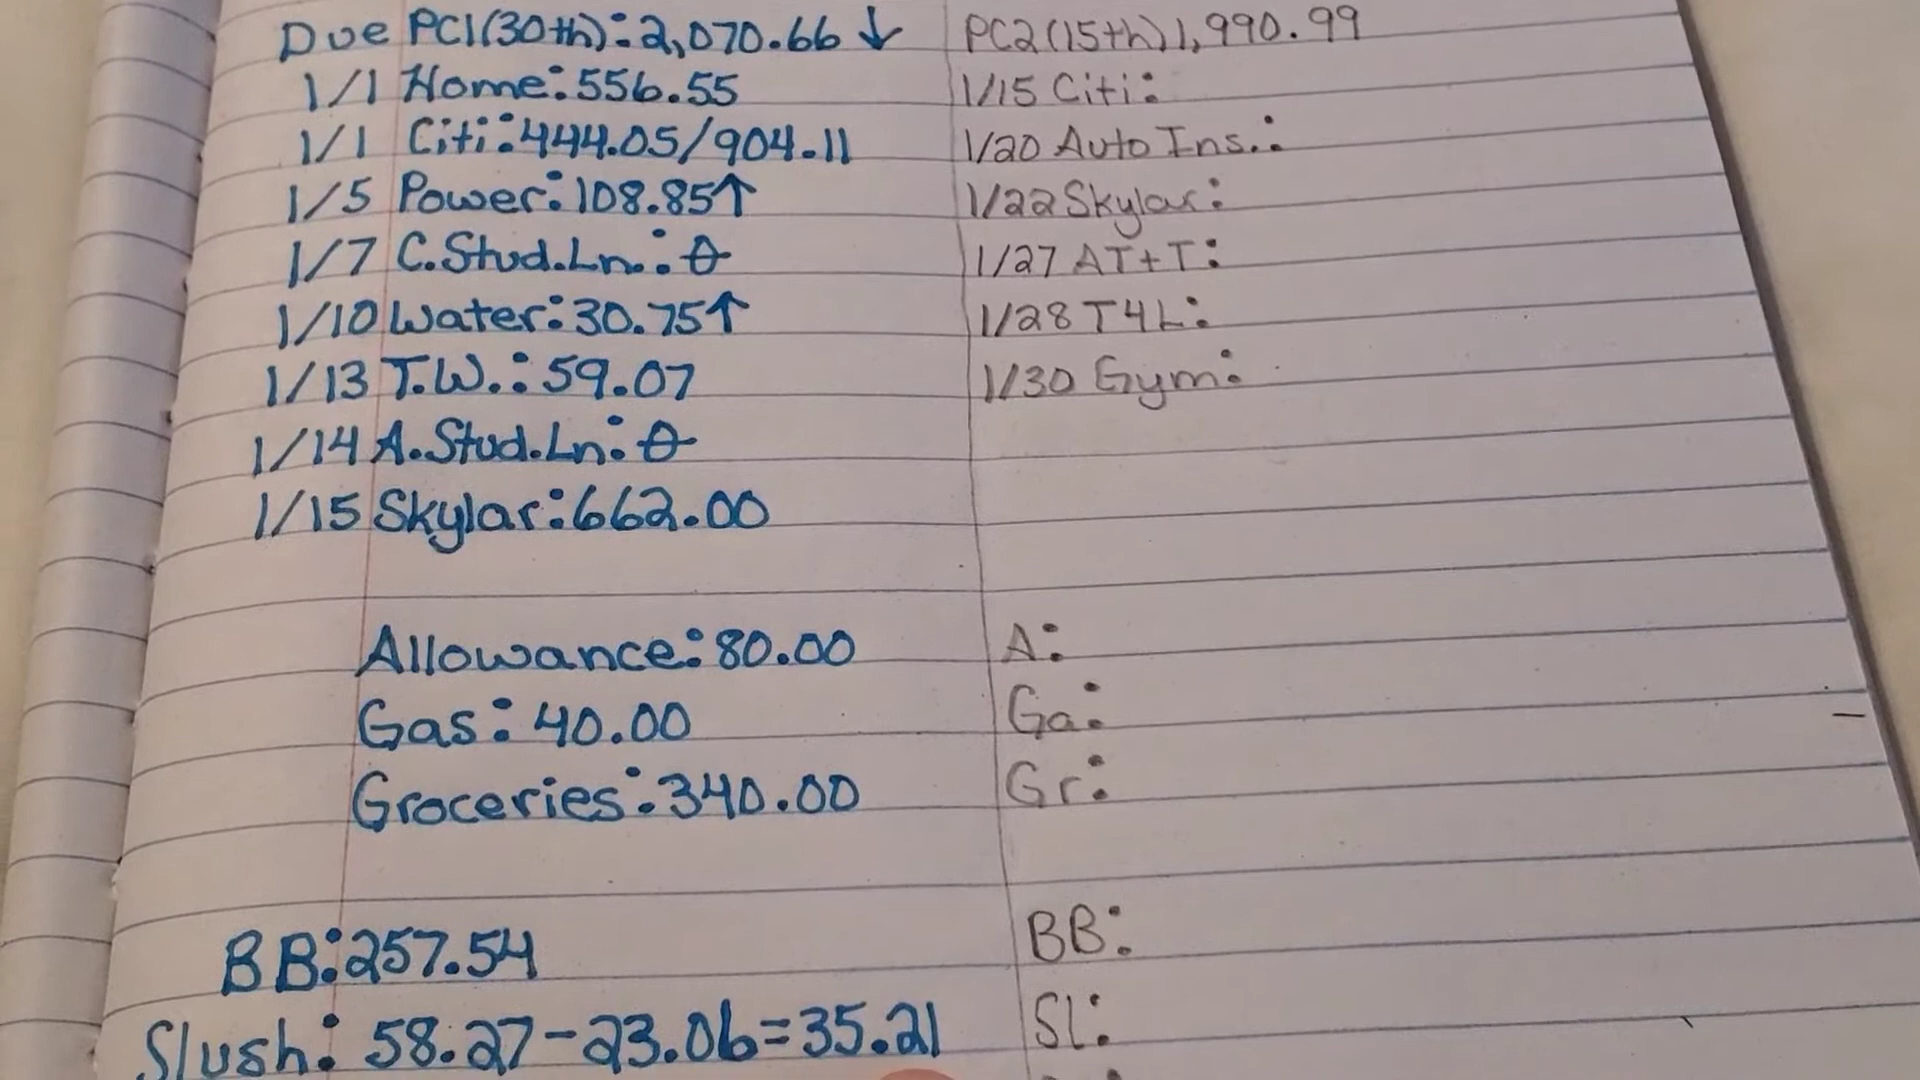 Due PC1(30th):2,070.66 ↓
1/1 Home:556.55
1/1 Citi:444.05/904.11
1/5 Power:108.85↑
1/7 C.Stud.Ln.:0
1/10 Water:30.75↑
1/13 T.W.:59.07
1/14 A.Stud.Ln:0
1/15 Skylar:662.00
Allowance:80.00
Gas:40.00
Groceries:340.00
BB:257.54
Slush: 58.27-23.06=35.21
PC2(15th)1,990.99
1/15 Citi:
1/20 Auto Ins.:
1/22 Skylar:
1/27 AT+T:
1/28 T4L:
1/30 Gym:
A:
Ga:
Gr:
BB:
Sl: